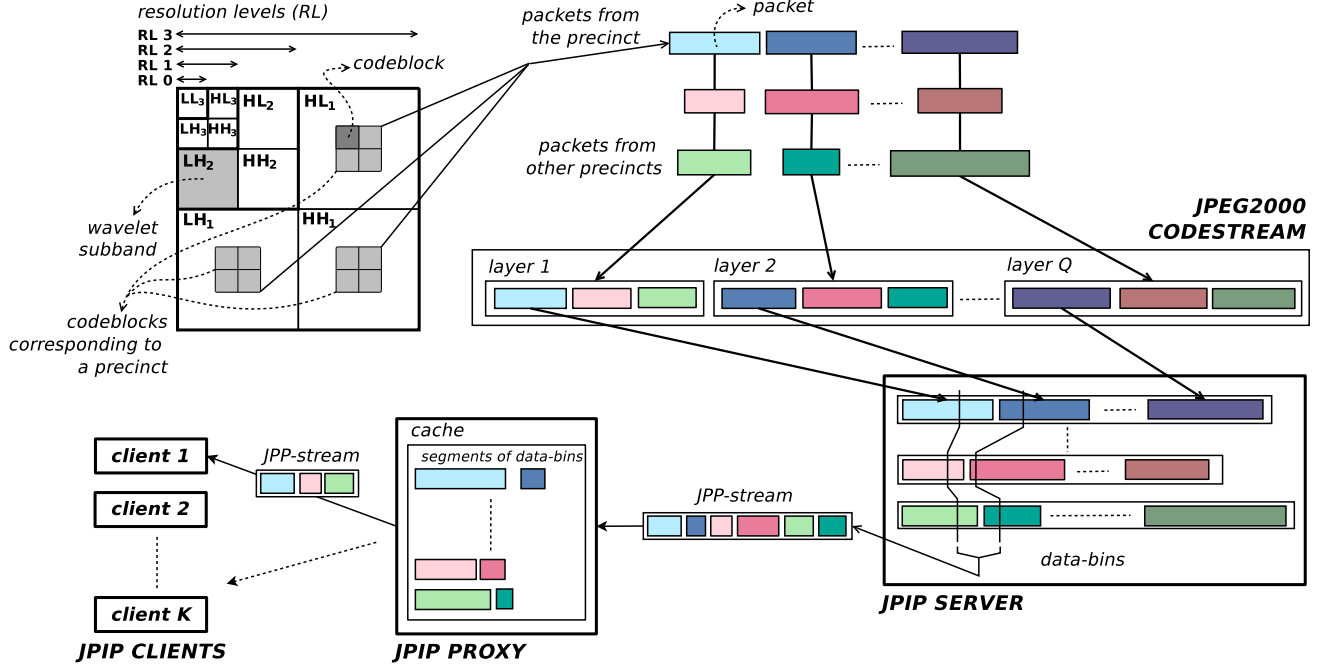 resolution levels (RL)
RL 3
RL 2
RL 1
RL 0
LL3
HL3
HL2
HL1
LH3
HH3
LH2
HH2
LH1
HH1
codeblock
wavelet
subband
codeblocks
corresponding to
a precinct
packets from
the precinct
packet
packets from
other precincts
JPEG2000
CODESTREAM
layer 1
layer 2
layer Q
data-bins
JPIP SERVER
JPP-stream
cache
segments of data-bins
JPIP PROXY
JPP-stream
client 1
client 2
client K
JPIP CLIENTS